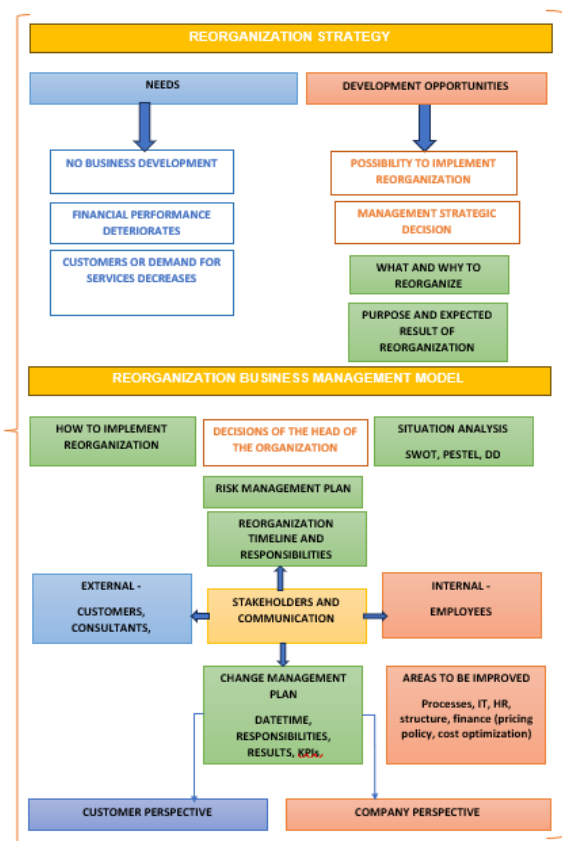 REORGANIZATION STRATEGY
NEEDS
DEVELOPMENT OPPORTUNITIES
NO BUSINESS DEVELOPMENT
POSSIBILITY TO IMPLEMENT
REORGANIZATION
FINANCIAL PERFORMANCE
DETERIORATES
MANAGEMENT STRATEGIC
DECISION
CUSTOMERS OR DEMAND FOR
SERVICES DECREASES
WHAT AND WHY TO
REORGANIZE
PURPOSE AND EXPECTED
RESULT OF
REORGANIZATION
REORGANIZATION BUSINESS MANAGEMENT MODEL
HOW TO IMPLEMENT
REORGANIZATION
DECISIONS OF THE HEAD OF
THE ORGANIZATION
SITUATION ANALYSIS
SWOT, PESTEL, DD
RISK MANAGEMENT PLAN
REORGANIZATION
TIMELINE AND
RESPONSIBILITIES
EXTERNAL -
CUSTOMERS,
CONSULTANTS,
STAKEHOLDERS AND
COMMUNICATION
INTERNAL -
EMPLOYEES
CHANGE MANAGEMENT
PLAN
DATETIME,
RESPONSIBILITIES,
RESULTS, KPIs,
AREAS TO BE IMPROVED
Processes, IT, HR,
structure, finance (pricing
policy, cost optimization)
CUSTOMER PERSPECTIVE
COMPANY PERSPECTIVE